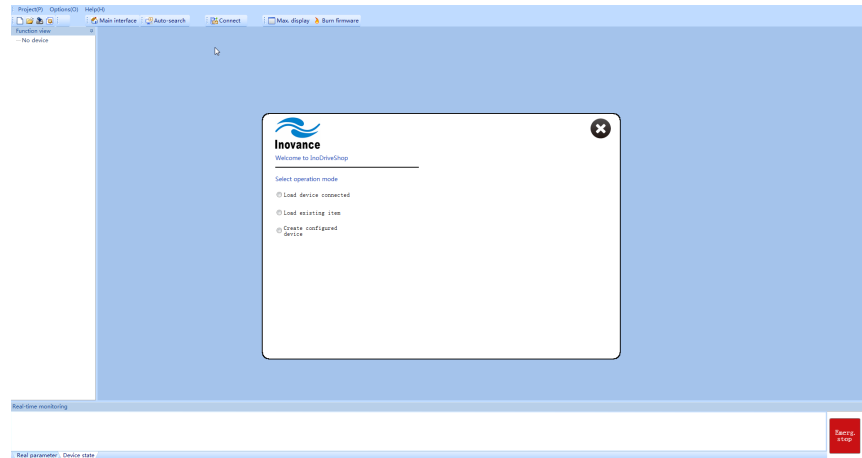 Project(P) Options(O) Help(H)
Main interface Auto-search Connect Max. display Burn firmware
Function view
No device
Inovance
Welcome to InoDriveShop
Select operation mode
Load device connected
Load existing item
Create configured
device
Real-time monitoring
Emerg.
stop
Real parameter Device state